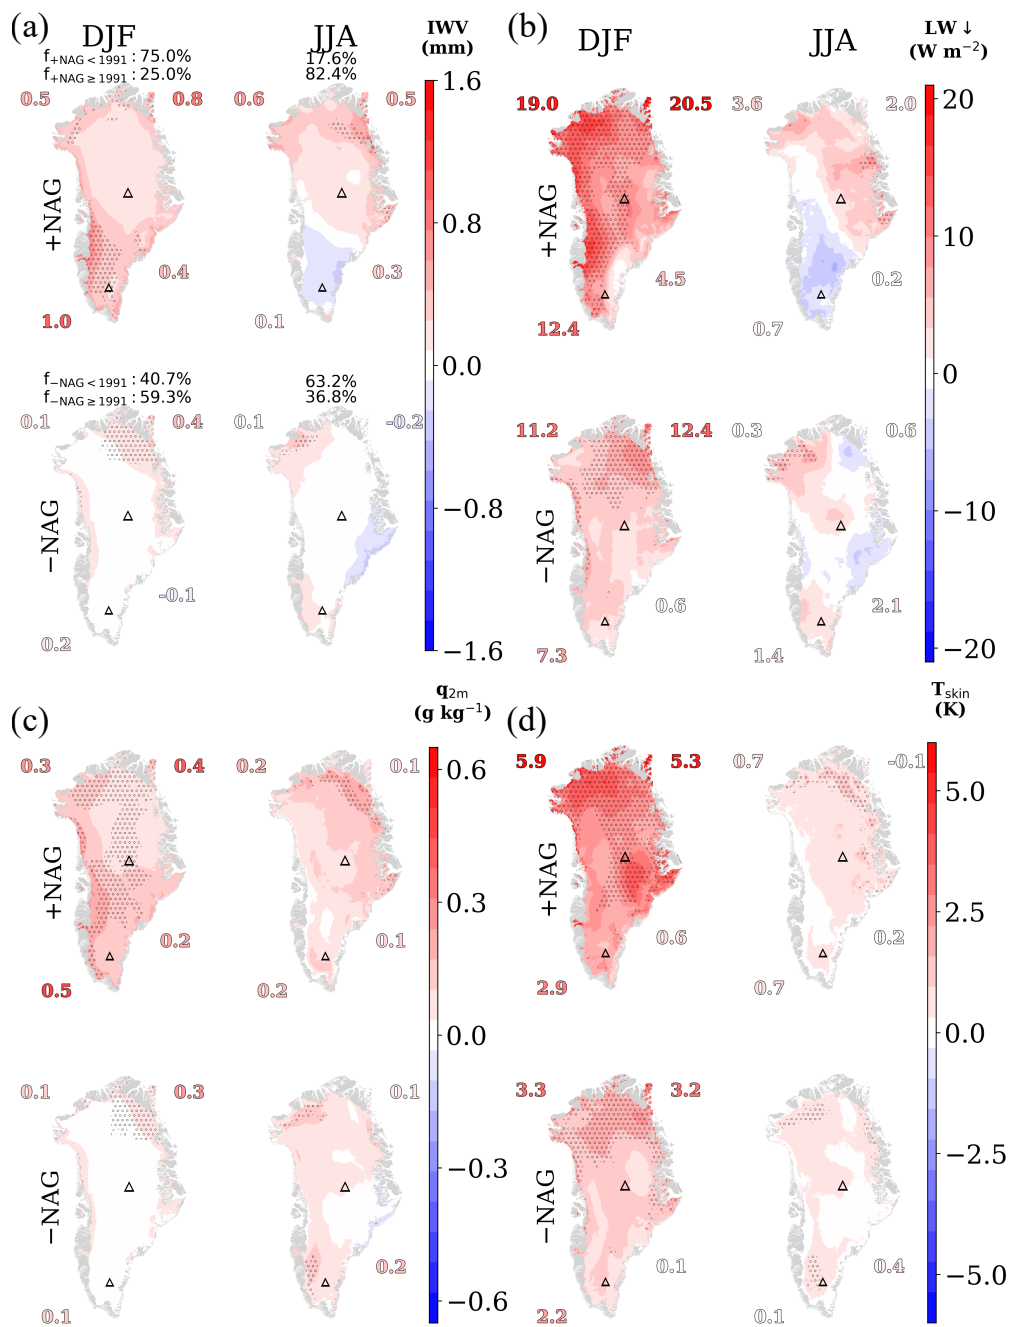 (a) DJF JJA IWV (mm)
f+NAG<1991 : 75.0% 17.6%
f+NAG≥1991 : 25.0% 82.4%
0.5 0.8 0.6 0.5
1.6
+NAG
0.8
0.4 0.3
1.0 0.1
0.0
f−NAG<1991 : 40.7% 63.2%
f−NAG≥1991 : 59.3% 36.8%
0.1 0.4 0.1 -0.2
−NAG
−0.8
-0.1
0.2
−1.6
(b) DJF JJA LW↓ (W m−2)
19.0 20.5 3.6 2.0
20
+NAG
10
4.5 0.2
12.4 0.7
0
11.2 12.4 0.3 0.6
−10
−NAG
0.6 2.1
7.3 1.4
−20
(c) q2m (g kg−1)
0.3 0.4 0.2 0.1
0.6
+NAG
0.3
0.2 0.1
0.5 0.2
0.0
0.1 0.3 0.1
−0.3
−NAG
0.2
0.1
−0.6
(d) Tskin (K)
5.9 5.3 0.7 -0.1
5.0
+NAG
2.5
0.6 0.2
2.9 0.7
0.0
3.3 3.2
−2.5
−NAG
0.1 0.4
2.2 0.1
−5.0